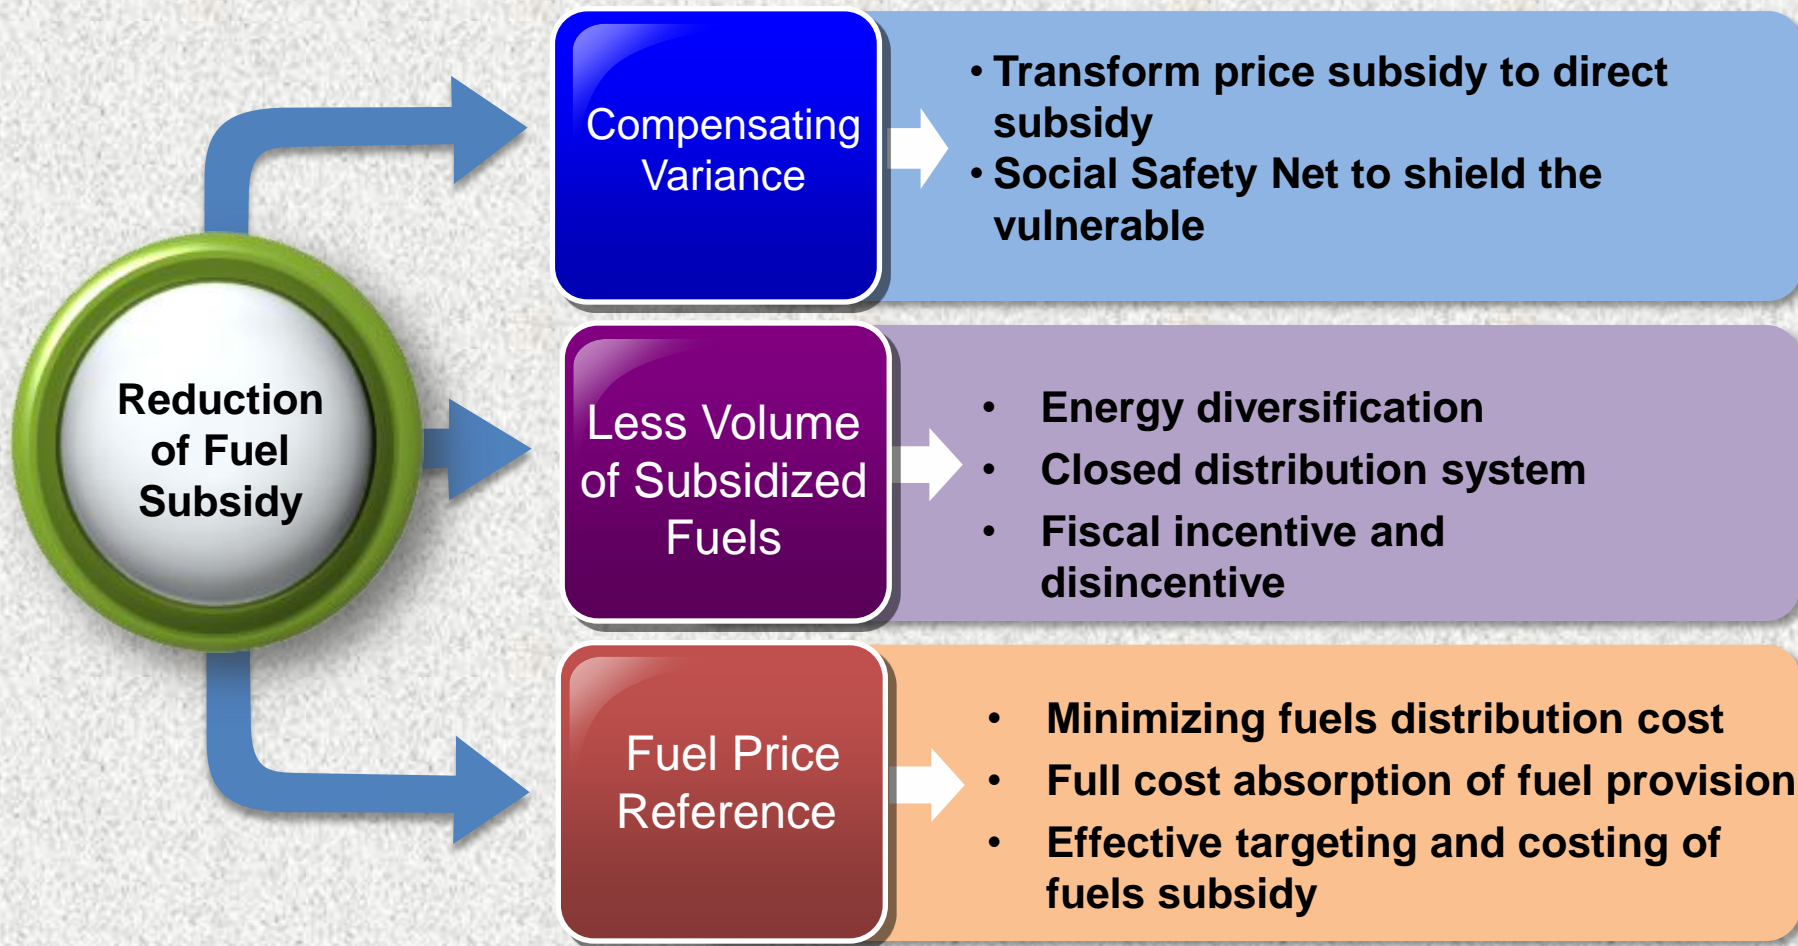 Reduction
of Fuel
Subsidy
Compensating
Variance
• Transform price subsidy to direct
subsidy
• Social Safety Net to shield the
vulnerable
Less Volume
of Subsidized
Fuels
• Energy diversification
• Closed distribution system
• Fiscal incentive and
disincentive
Fuel Price
Reference
• Minimizing fuels distribution cost
• Full cost absorption of fuel provision
• Effective targeting and costing of
fuels subsidy